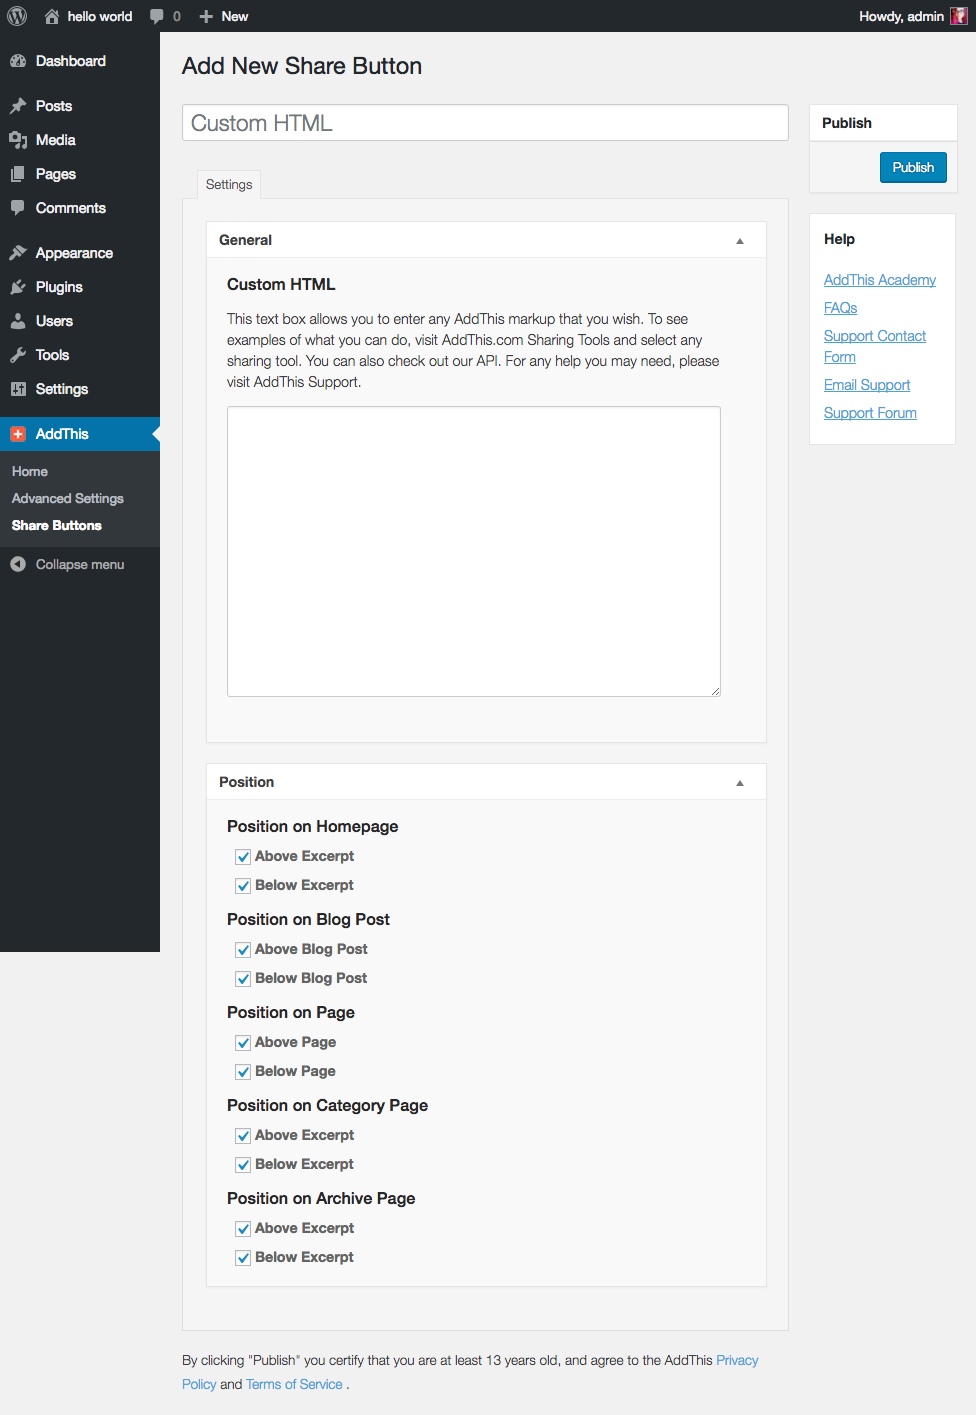 hello world 0 New Howdy, admin
Dashboard
Posts
Media
Pages
Comments
Appearance
Plugins
Users
Tools
Settings
AddThis
Home
Advanced Settings
Share Buttons
Collapse menu
Add New Share Button
Custom HTML
Settings
General
Custom HTML
This text box allows you to enter any AddThis markup that you wish. To see
examples of what you can do, visit AddThis.com Sharing Tools and select any
sharing tool. You can also check out our API. For any help you may need, please
visit AddThis Support.
Position
Position on Homepage
Above Excerpt
Below Excerpt
Position on Blog Post
Above Blog Post
Below Blog Post
Position on Page
Above Page
Below Page
Position on Category Page
Above Excerpt
Below Excerpt
Position on Archive Page
Above Excerpt
Below Excerpt
By clicking "Publish" you certify that you are at least 13 years old, and agree to the AddThis Privacy
Policy and Terms of Service .
Publish
Publish
Help
AddThis Academy
FAQs
Support Contact
Form
Email Support
Support Forum